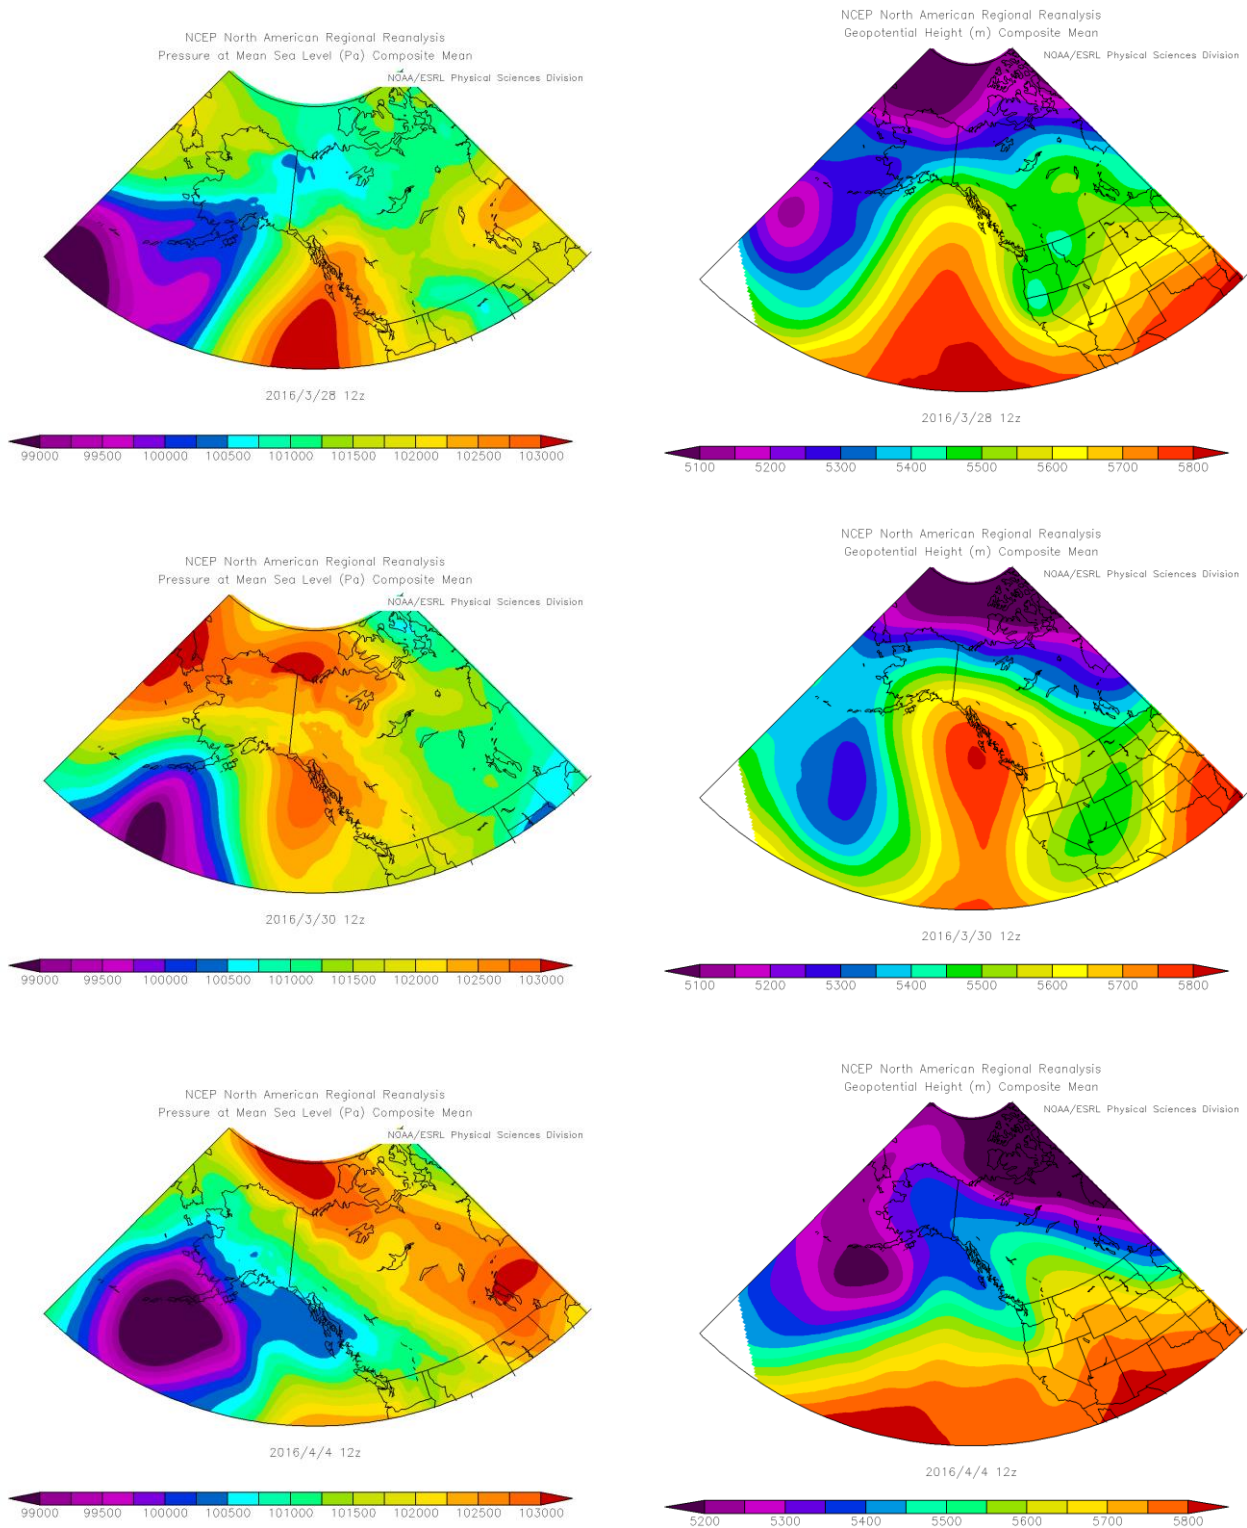 NCEP North American Regional Reanalysis
Pressure at Mean Sea Level (Pa) Composite Mean
NOAA/ESRL Physical Sciences Division
2016/3/28 12z
99000 99500 100000 100500 101000 101500 102000 102500 103000
NCEP North American Regional Reanalysis
Geopotential Height (m) Composite Mean
NOAA/ESRL Physical Sciences Division
2016/3/28 12z
5100 5200 5300 5400 5500 5600 5700 5800
NCEP North American Regional Reanalysis
Pressure at Mean Sea Level (Pa) Composite Mean
NOAA/ESRL Physical Sciences Division
2016/3/30 12z
99000 99500 100000 100500 101000 101500 102000 102500 103000
NCEP North American Regional Reanalysis
Geopotential Height (m) Composite Mean
NOAA/ESRL Physical Sciences Division
2016/3/30 12z
5100 5200 5300 5400 5500 5600 5700 5800
NCEP North American Regional Reanalysis
Pressure at Mean Sea Level (Pa) Composite Mean
NOAA/ESRL Physical Sciences Division
2016/4/4 12z
99000 99500 100000 100500 101000 101500 102000 102500 103000
NCEP North American Regional Reanalysis
Geopotential Height (m) Composite Mean
NOAA/ESRL Physical Sciences Division
2016/4/4 12z
5200 5300 5400 5500 5600 5700 5800